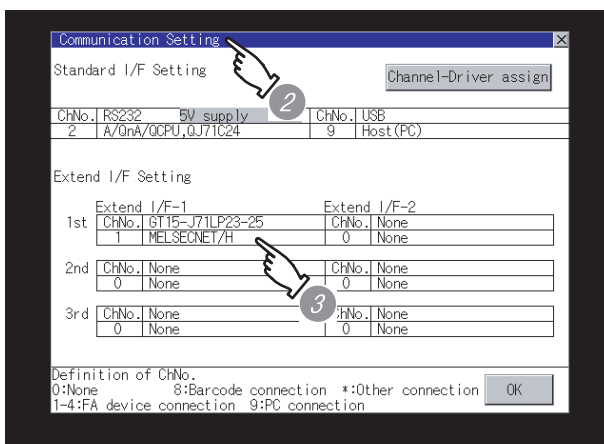 Communication Setting
Standard I/F Setting
Channel-Driver assign
2
ChNo. RS232 5V supply ChNo. USB
2 A/QnA/QCPU,QJ71C24 9 Host(PC)
Extend I/F Setting
Extend I/F-1 Extend I/F-2
1st ChNo. GT15-J71LP23-25 ChNo. None
1 MELSECNET/H 0 None
2nd ChNo. None ChNo. None
0 None 0 None
3
3rd ChNo. None ChNo. None
0 None 0 None
Definition of ChNo.
0:None 8:Barcode connection *:Other connection OK
1-4:FA device connection 9:PC connection